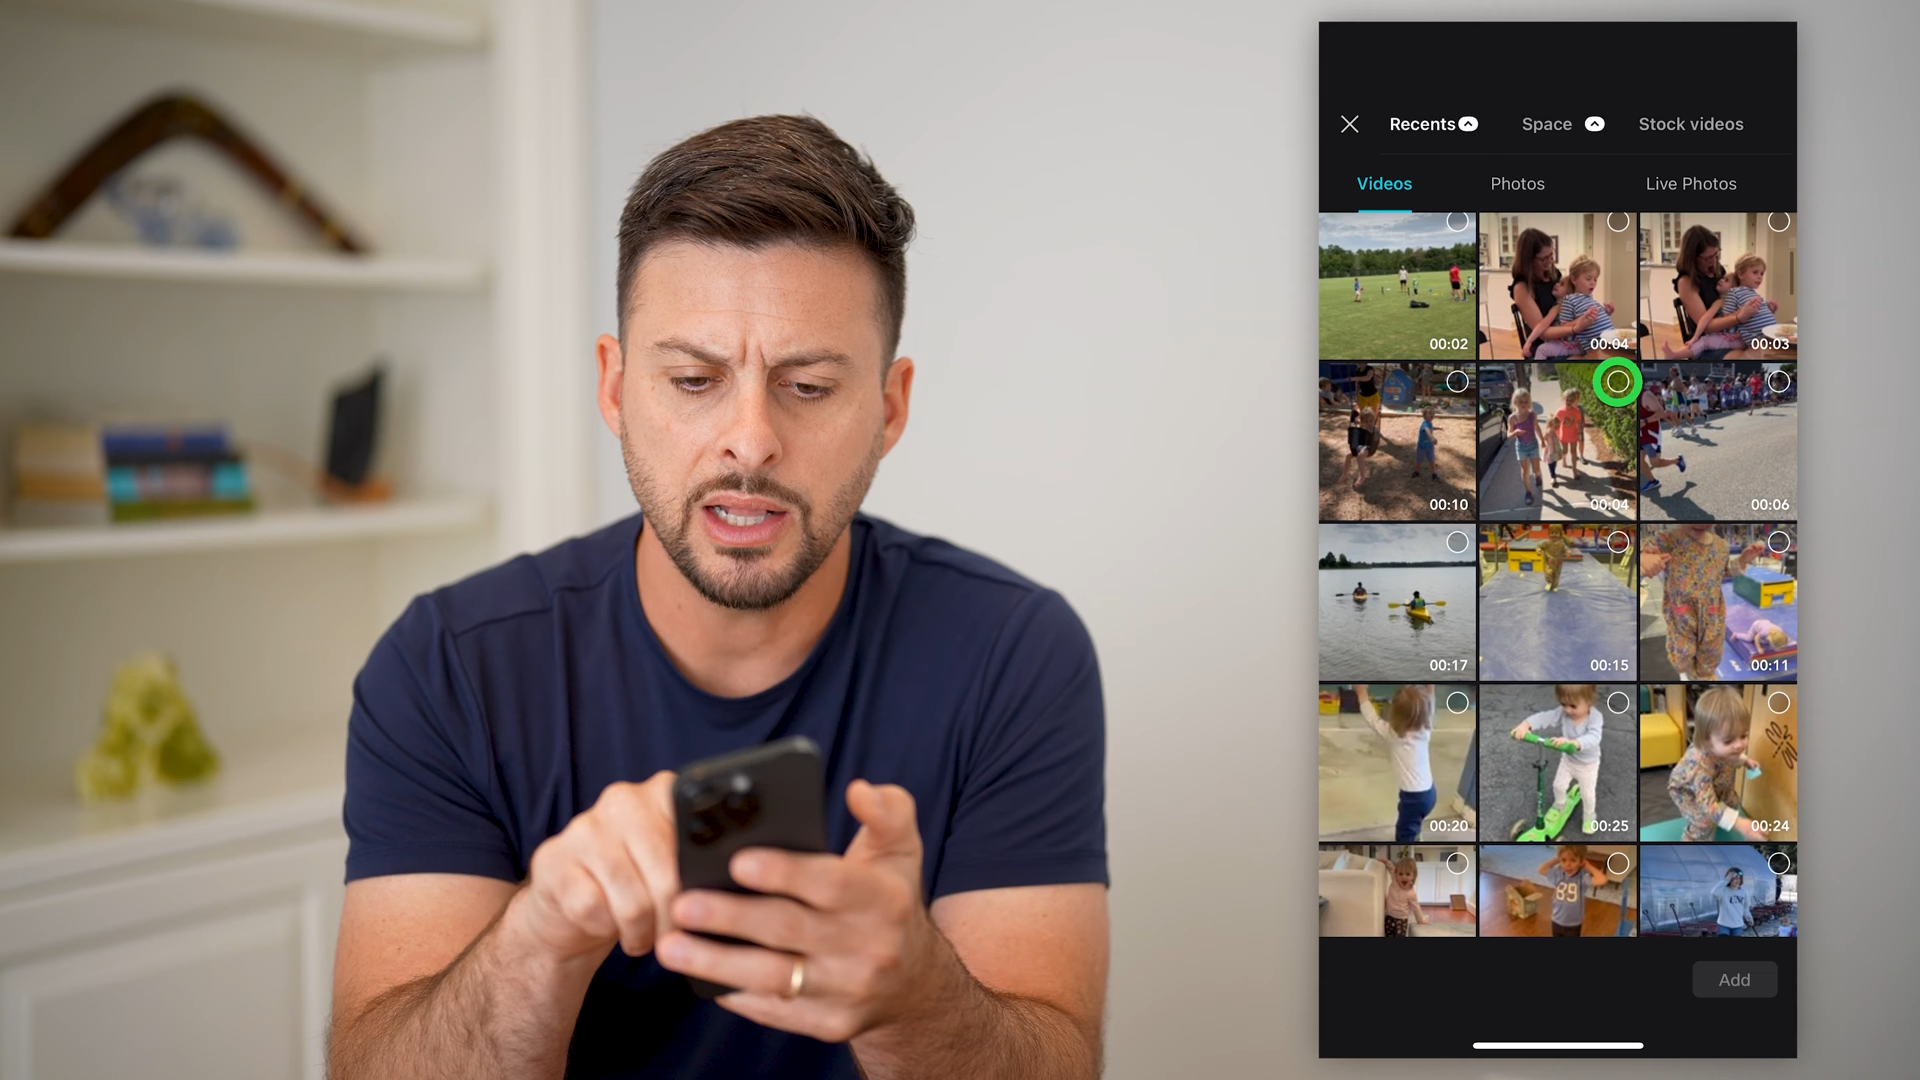 Recents Space Stock videos
Videos Photos Live Photos
00:02 00:04 00:03
00:10 00:04 00:06
00:17 00:15 00:11
00:20 00:25 00:24
89
Add